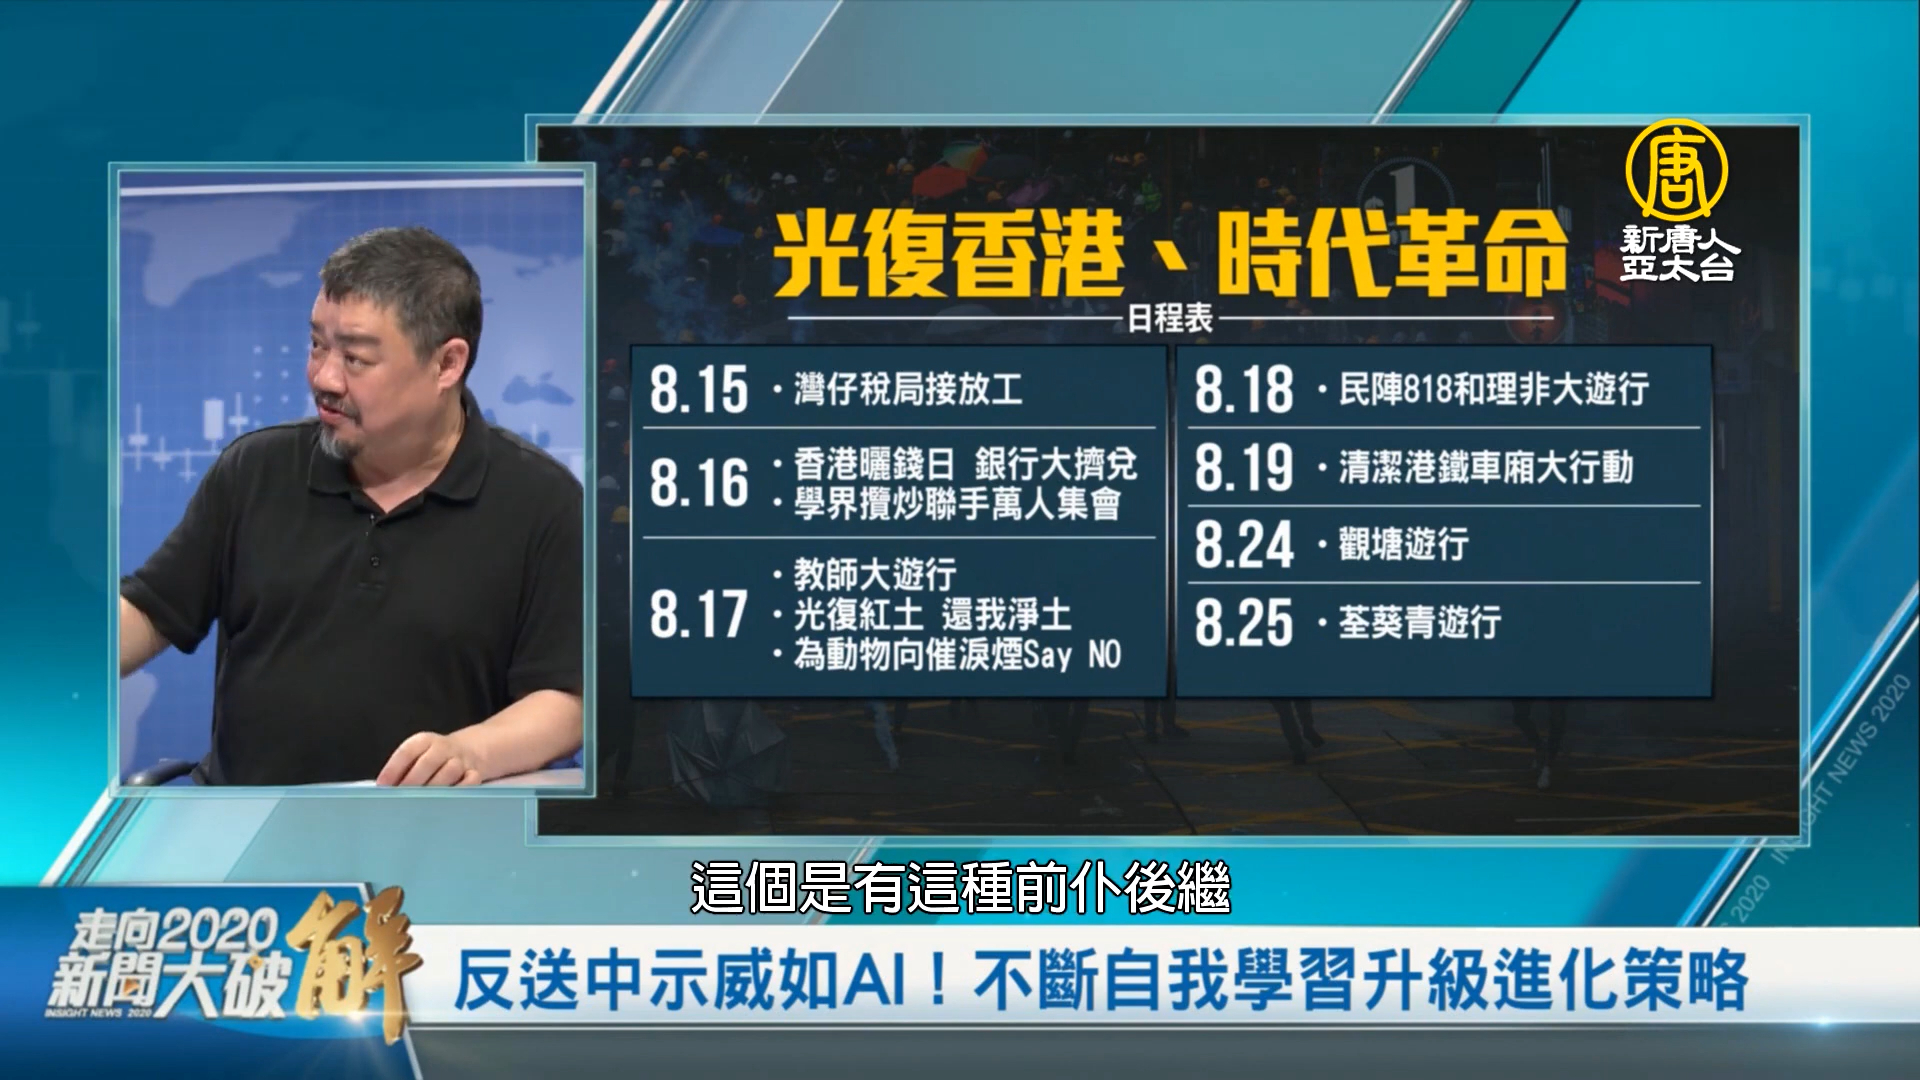 唐
新唐人
亞太台
1
光復香港、時代革命
日程表
8.15 ·灣仔稅局接放工
8.16 ·香港曬錢日 銀行大擠兌
·學界攬炒聯手萬人集會
8.17 ·教師大遊行
·光復紅土 還我淨土
·為動物向催淚煙Say NO
8.18 ·民陣818和理非大遊行
8.19 ·清潔港鐵車廂大行動
8.24 ·觀塘遊行
8.25 ·荃葵青遊行
這個是有這種前仆後繼
走向2020
新聞大破解
INSIGHT NEWS 2020
反送中示威如AI！不斷自我學習升級進化策略
INSIGHT NEWS 2020
2020